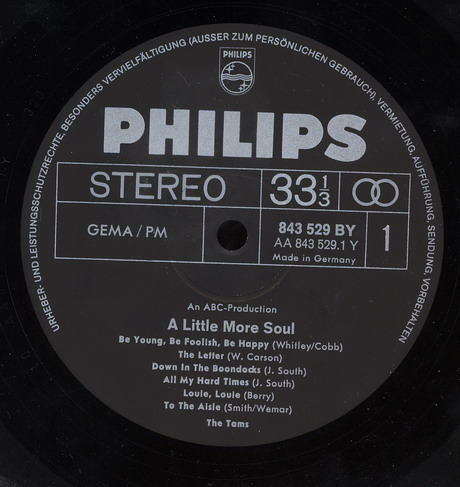 URHEBER- UND LEISTUNGSSCHUTZRECHTE, BESONDERS VERVIELFÄLTIGUNG (AUSSER ZUM PERSÖNLICHEN GEBRAUCH), VERMIETUNG, AUFFÜHRUNG, SENDUNG, VORBEHALTEN
PHILIPS
PHILIPS
STEREO 33 1/3
GEMA/PM 843 529 BY 1
AA 843 529.1 Y
Made in Germany
An ABC-Production
A Little More Soul
Be Young, Be Foolish, Be Happy (Whitley/Cobb)
The Letter (W. Carson)
Down In The Boondocks (J. South)
All My Hard Times (J. South)
Louie, Louie (Berry)
To The Aisle (Smith/Wemar)
The Tams